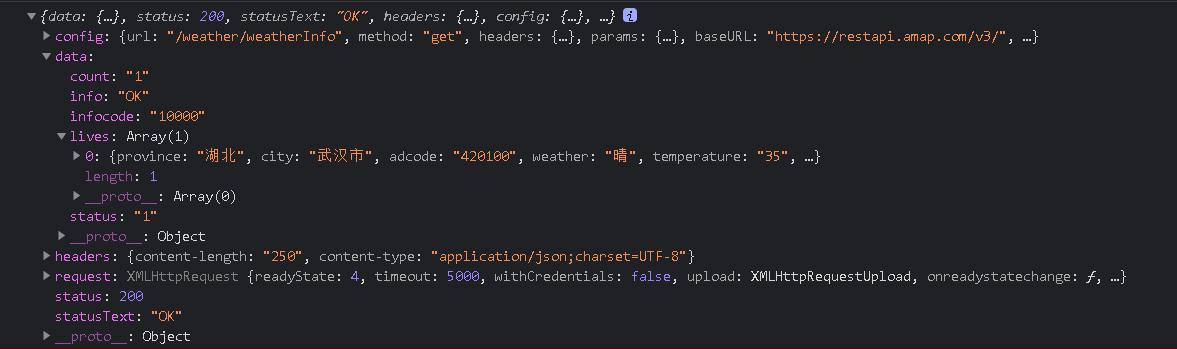 {data: {…}, status: 200, statusText: "OK", headers: {…}, config: {…}, …} i
config: {url: "/weather/weatherInfo", method: "get", headers: {…}, params: {…}, baseURL: "https://restapi.amap.com/v3/", …}
data:
count: "1"
info: "OK"
infocode: "10000"
lives: Array(1)
0: {province: "湖北", city: "武汉市", adcode: "420100", weather: "晴", temperature: "35", …}
length: 1
__proto__: Array(0)
status: "1"
__proto__: Object
headers: {content-length: "250", content-type: "application/json;charset=UTF-8"}
request: XMLHttpRequest {readyState: 4, timeout: 5000, withCredentials: false, upload: XMLHttpRequestUpload, onreadystatechange: ƒ, …}
status: 200
statusText: "OK"
__proto__: Object